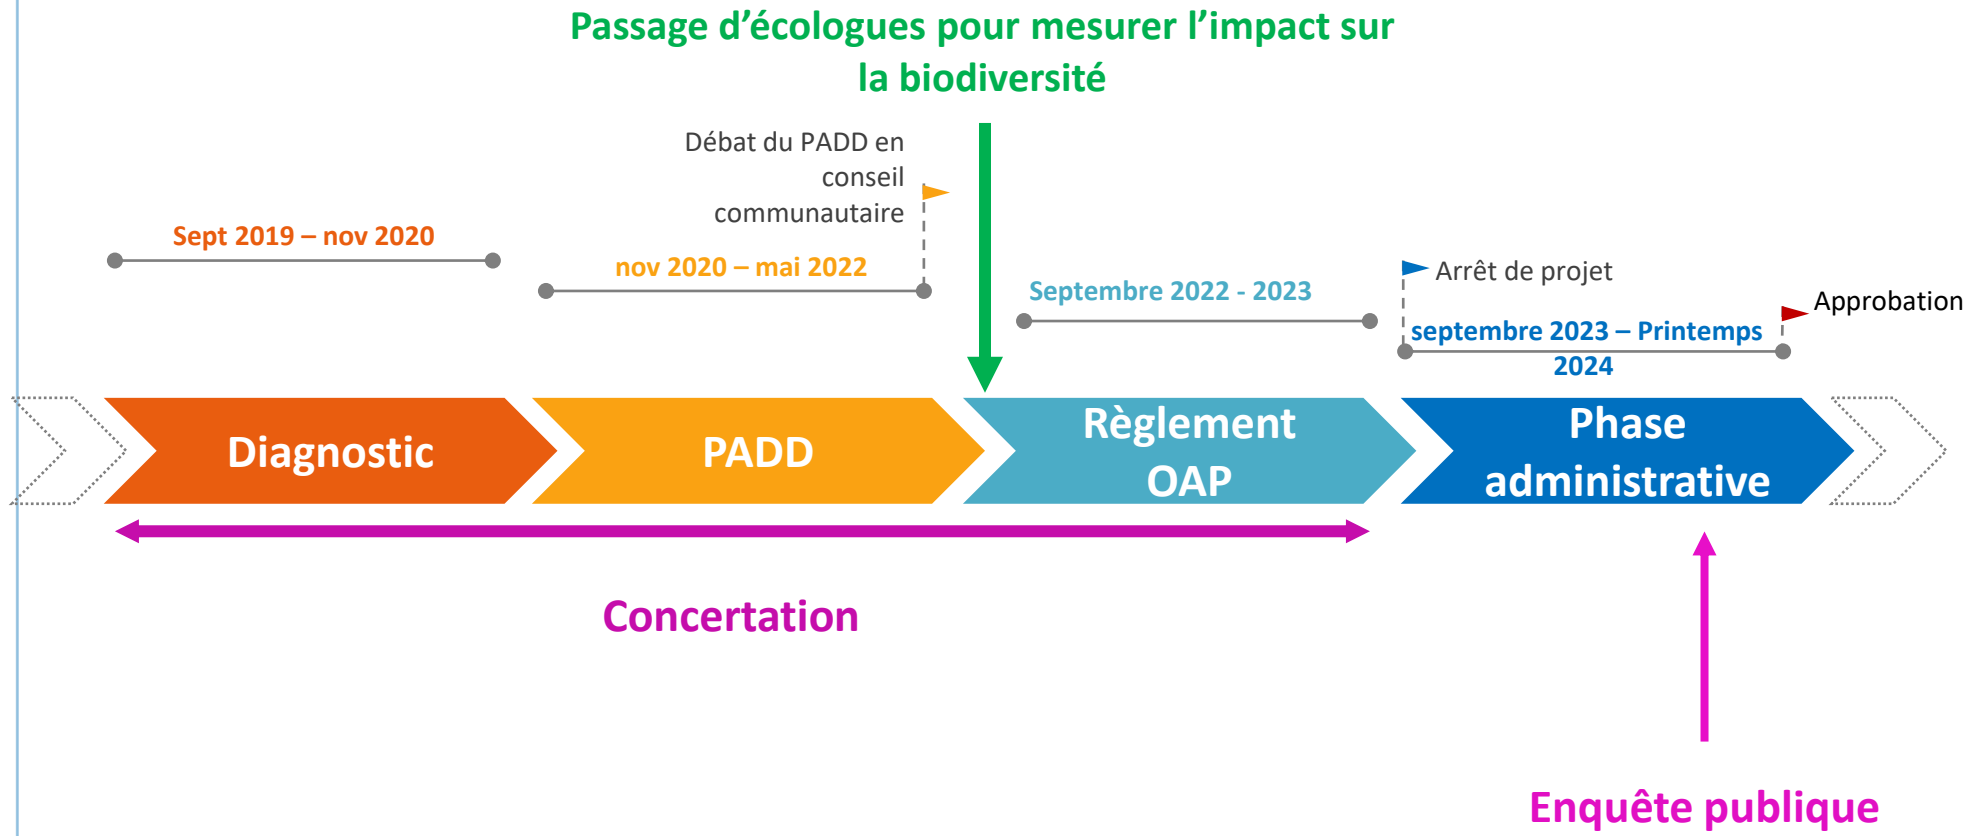 Passage d’écologues pour mesurer l’impact sur
la biodiversité
Débat du PADD en
conseil
communautaire
Sept 2019 – nov 2020
nov 2020 – mai 2022
Septembre 2022 - 2023
Arrêt de projet
Approbation
septembre 2023 – Printemps
2024
Diagnostic
PADD
Règlement
OAP
Phase
administrative
Concertation
Enquête publique